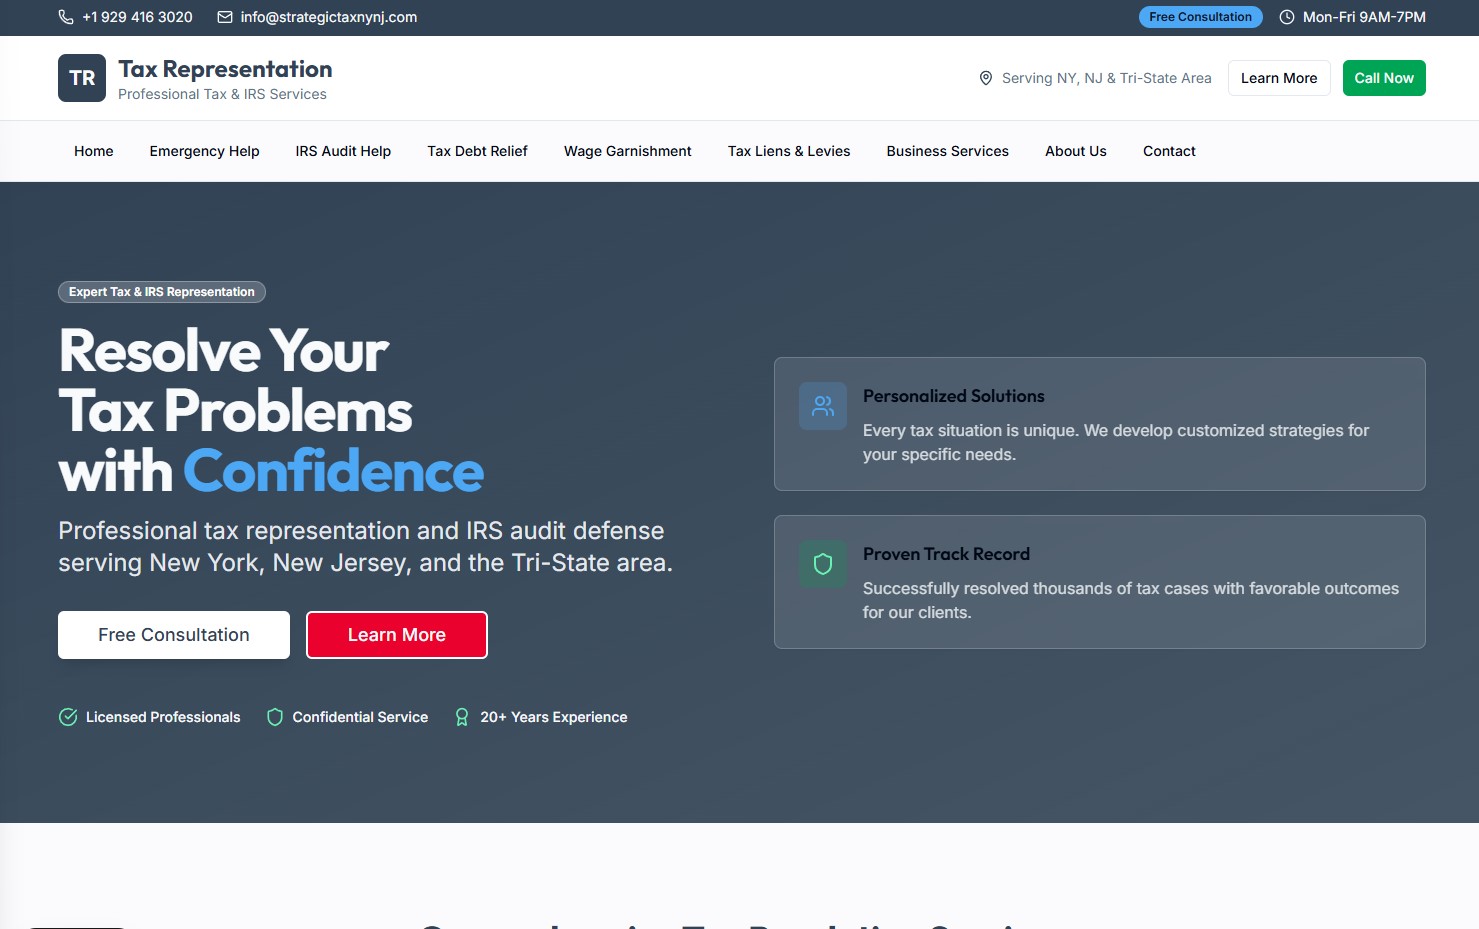 +1 929 416 3020
info@strategictaxnynj.com
Free Consultation
Mon-Fri 9AM-7PM
TR
Tax Representation
Professional Tax & IRS Services
Serving NY, NJ & Tri-State Area
Learn More
Call Now
Home
Emergency Help
IRS Audit Help
Tax Debt Relief
Wage Garnishment
Tax Liens & Levies
Business Services
About Us
Contact
Expert Tax & IRS Representation
Resolve Your
Tax Problems
with Confidence
Professional tax representation and IRS audit defense
serving New York, New Jersey, and the Tri-State area.
Free Consultation
Learn More
Licensed Professionals
Confidential Service
20+ Years Experience
Personalized Solutions
Every tax situation is unique. We develop customized strategies for
your specific needs.
Proven Track Record
Successfully resolved thousands of tax cases with favorable outcomes
for our clients.